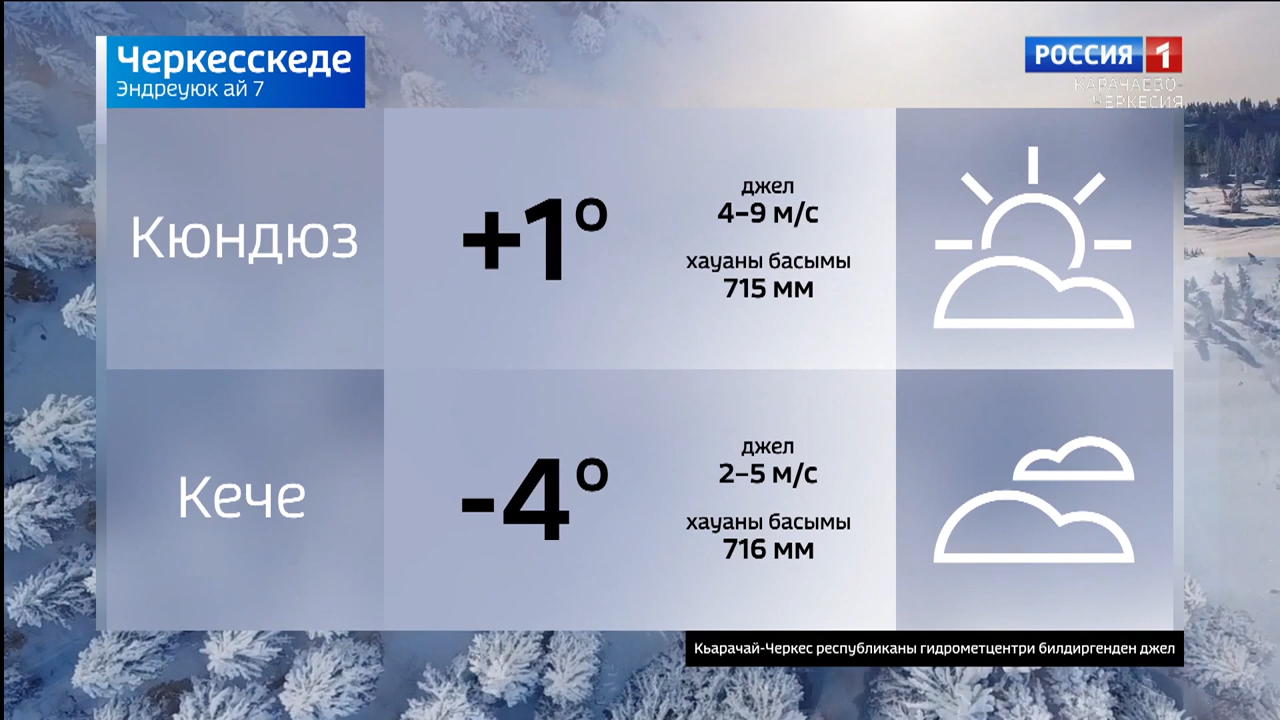 Черкесскеде
Эндреуюк ай 7
РОССИЯ 1
КАРАЧАЕВО-
ЧЕРКЕСИЯ
Кюндюз
+1°
джел
4–9 м/с
хауаны басымы
715 мм
Кече
-4°
джел
2–5 м/с
хауаны басымы
716 мм
Кьарачай-Черкес республиканы гидрометцентри билдиргенден джел